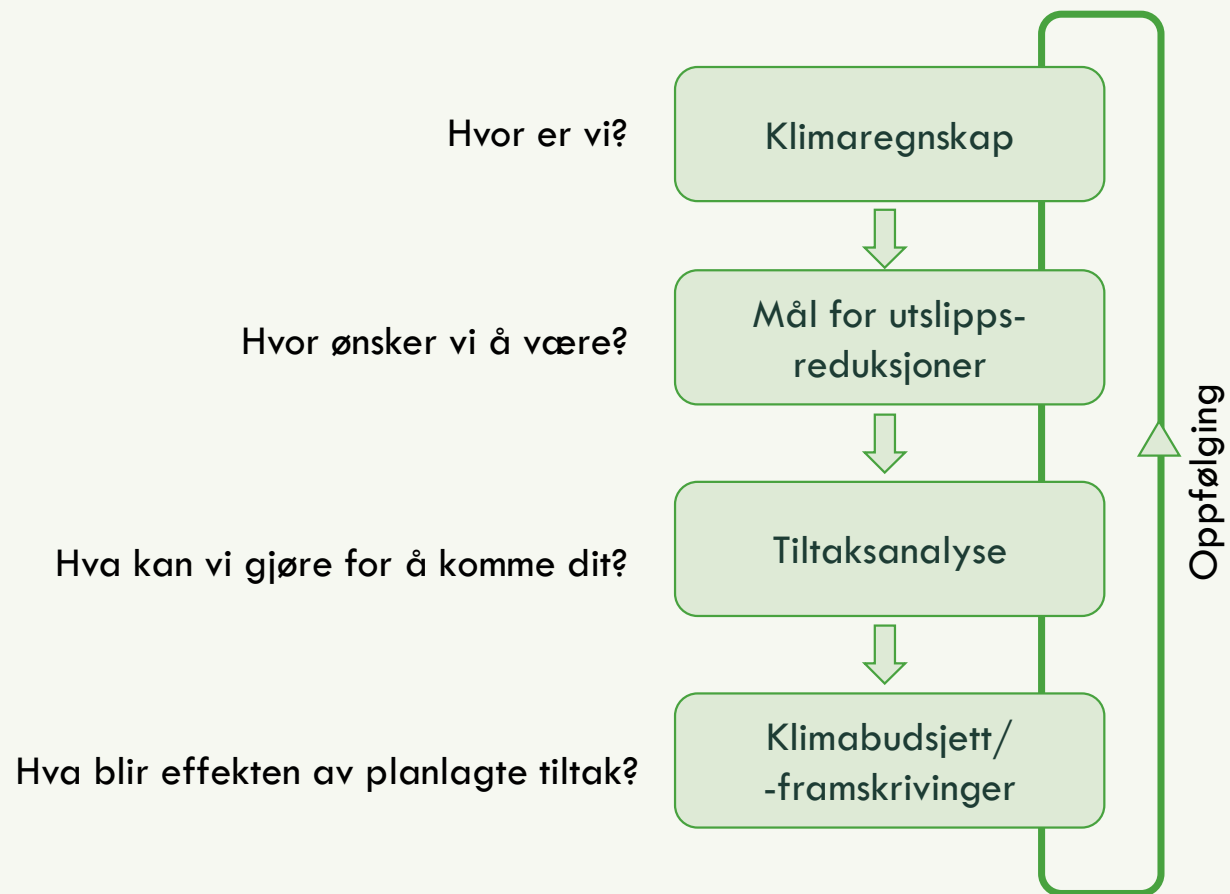 Hvor er vi?
Klimaregnskap
Hvor ønsker vi å være?
Mål for utslipps-
reduksjoner
Hva kan vi gjøre for å komme dit?
Tiltaksanalyse
Hva blir effekten av planlagte tiltak?
Klimabudsjett/
-framskrivinger
Oppfølging